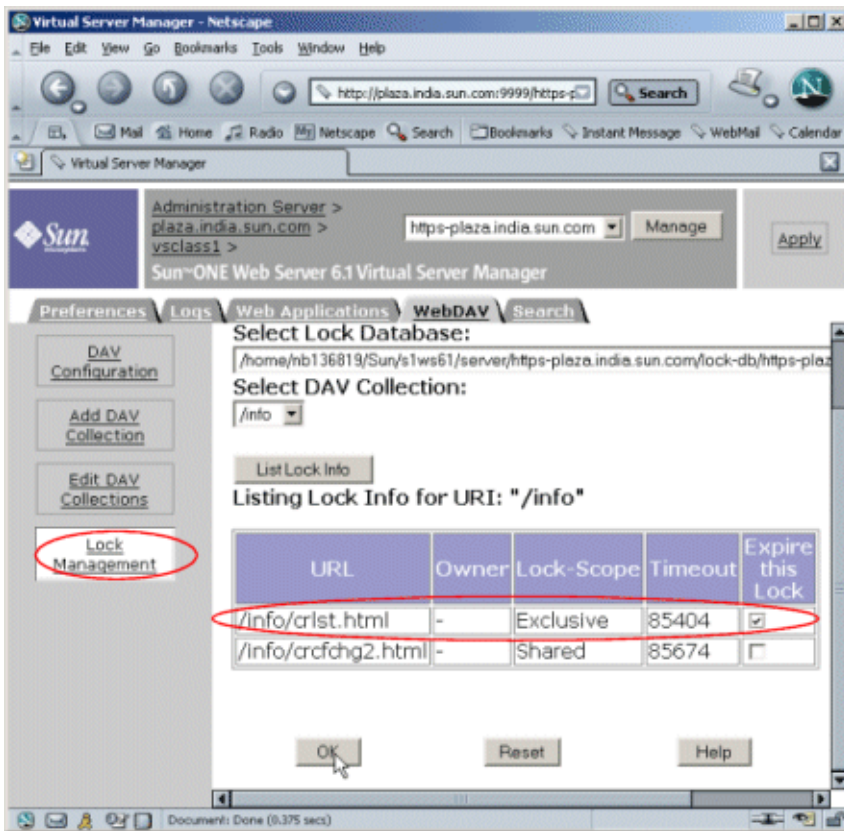 Virtual Server Manager - Netscape
File Edit View Go Bookmarks Tools Window Help
http://plaza.india.sun.com:9999/https-p
Search
N
Mail Home Radio My Netscape Search Bookmarks Instant Message WebMail Calendar
Virtual Server Manager
Sun
microsystems
Administration Server >
plaza.india.sun.com >
vsclass1 >
https-plaza.india.sun.com
Manage
Apply
Sun ONE Web Server 6.1 Virtual Server Manager
Preferences Logs Web Applications WebDAV Search
DAV
Configuration
Add DAV
Collection
Edit DAV
Collections
Lock
Management
Select Lock Database:
/home/nb136819/Sun/s1ws61/server/https-plaza.india.sun.com/lock-db/https-plaz
Select DAV Collection:
/info
List Lock Info
Listing Lock Info for URI: "/info"
URL Owner Lock-Scope Timeout Expire this Lock
/info/crlst.html - Exclusive 85404
/info/crcfchg2.html - Shared 85674
OK Reset Help
Document: Done (0.375 secs)